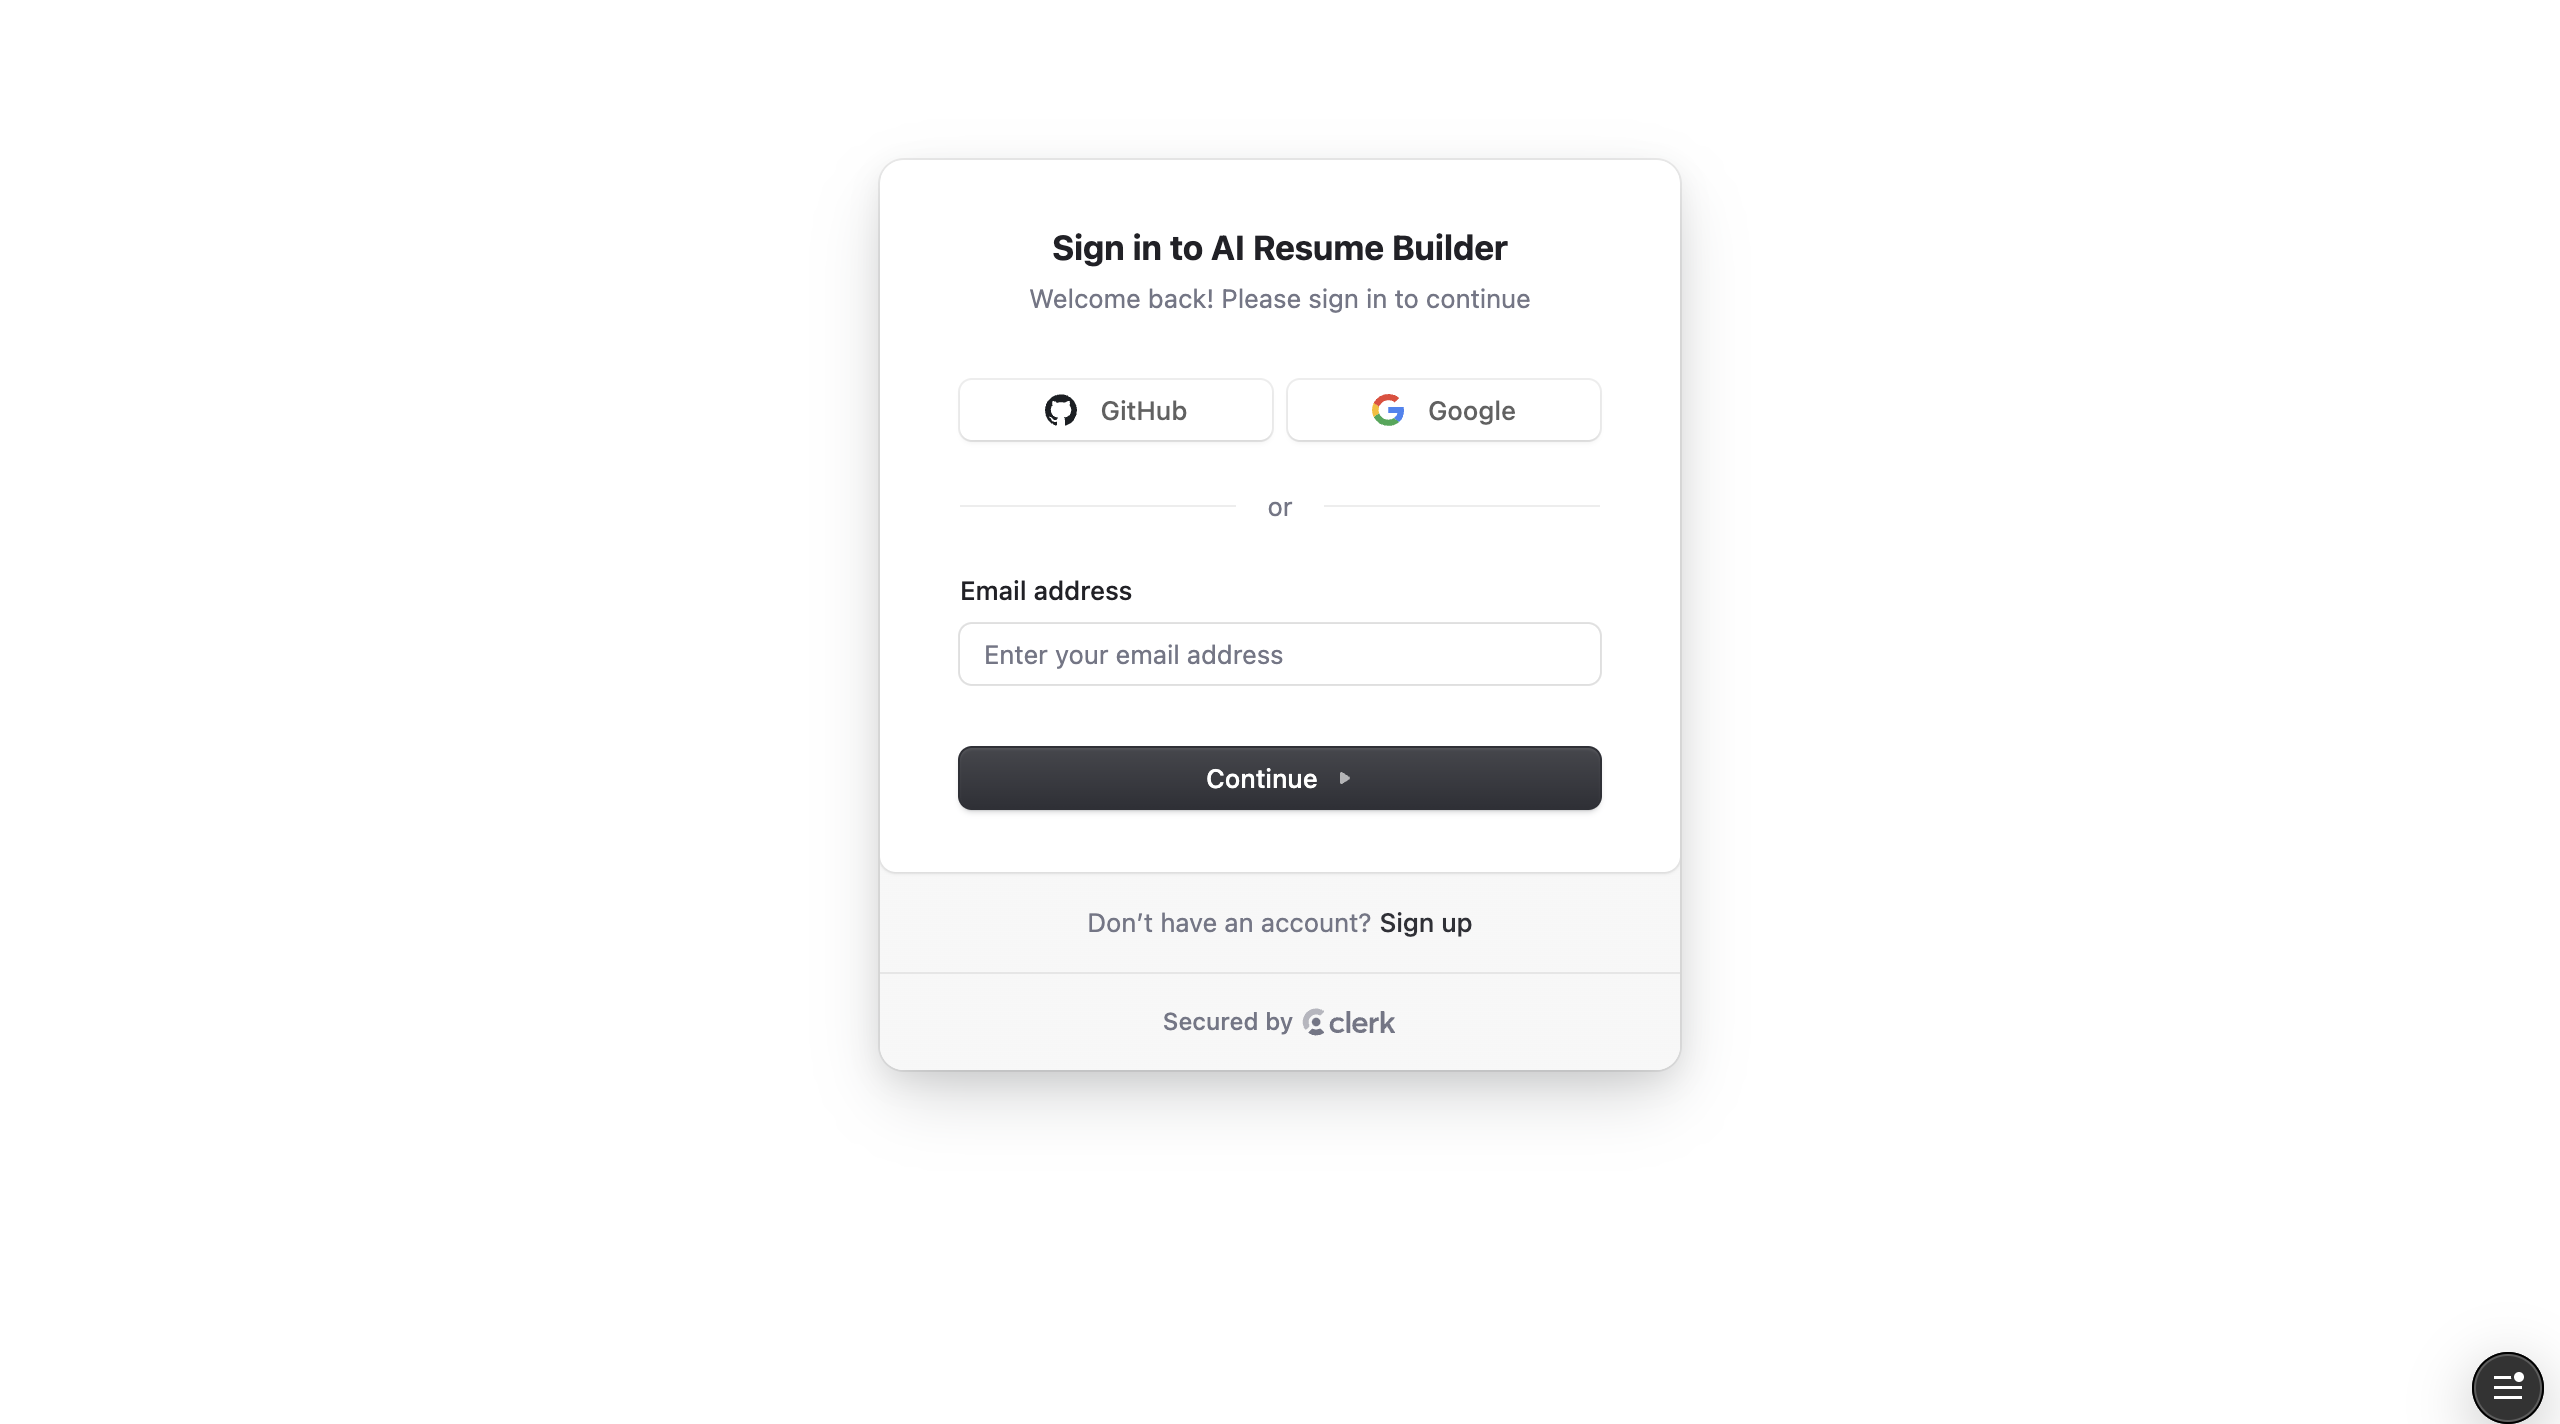 Sign in to AI Resume Builder
Welcome back! Please sign in to continue
GitHub
Google
or
Email address
Enter your email address
Continue
Don’t have an account? Sign up
Secured by clerk